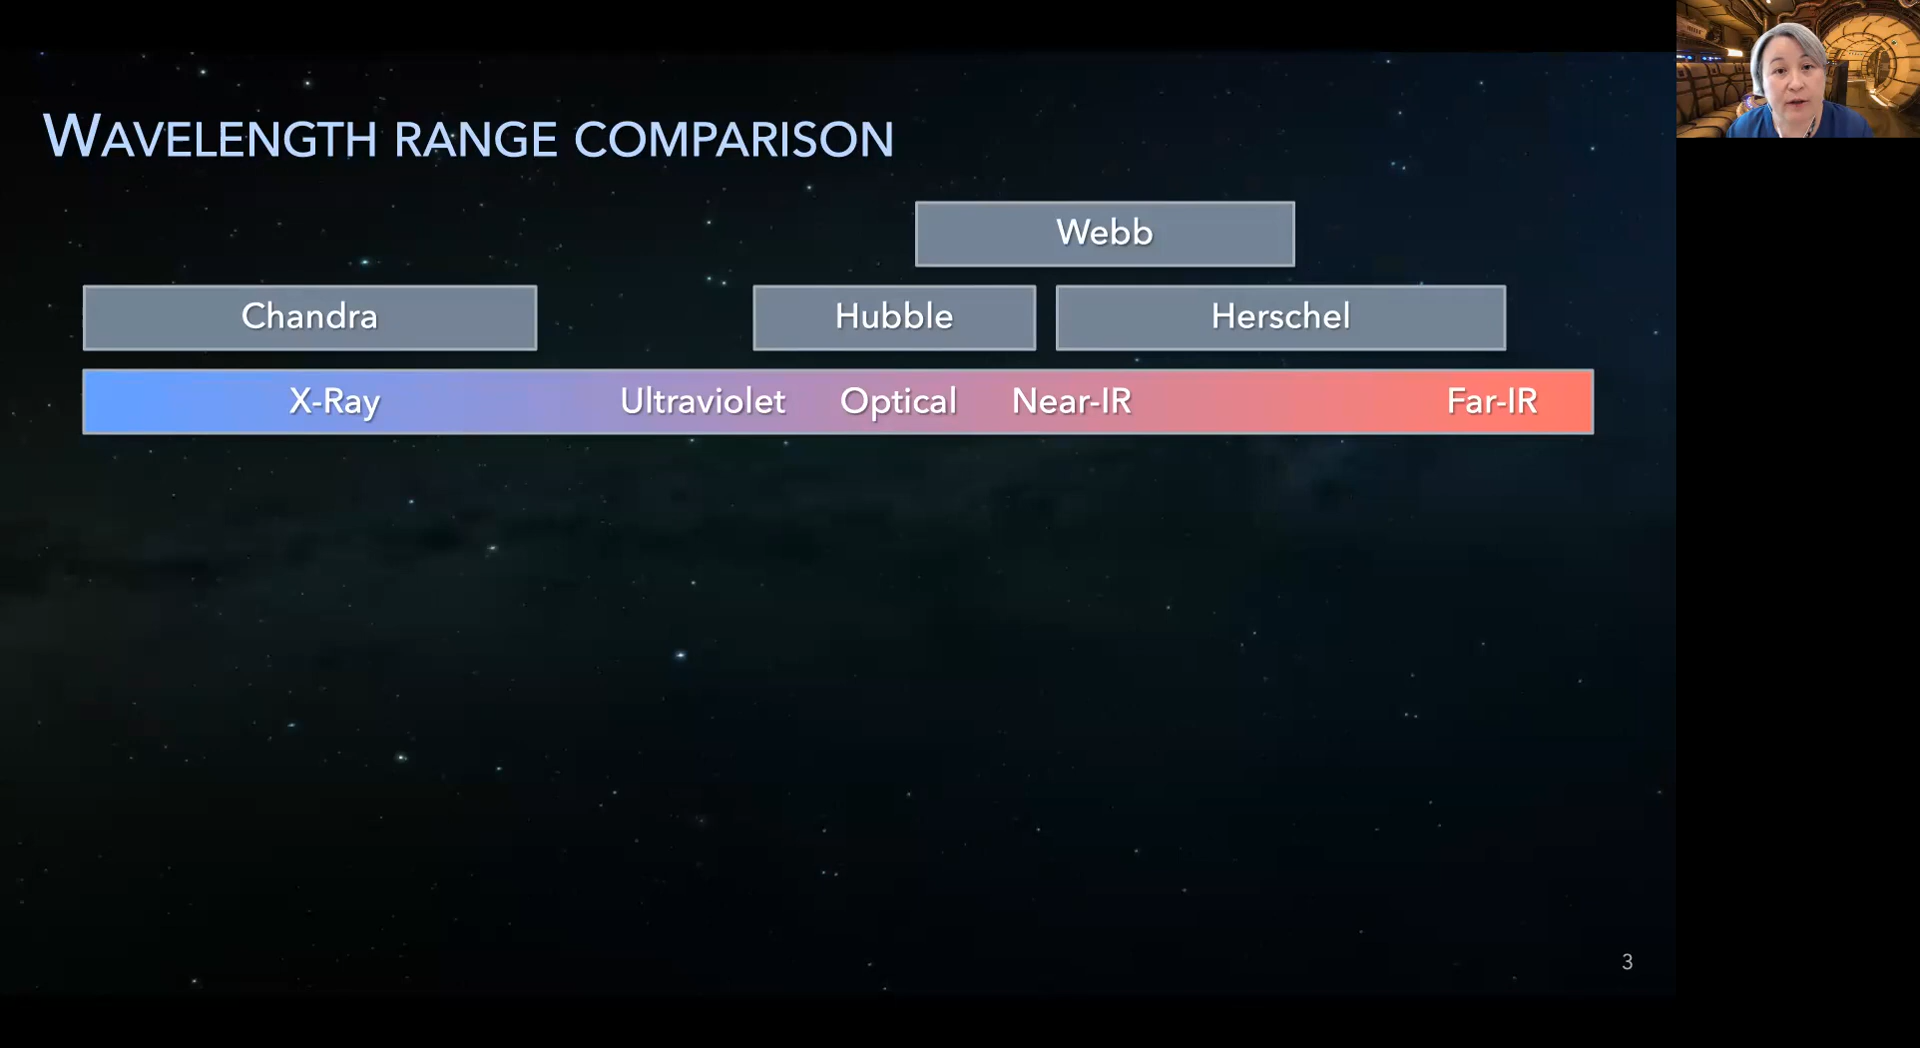 WAVELENGTH RANGE COMPARISON
Webb
Chandra Hubble Herschel
X-Ray Ultraviolet Optical Near-IR Far-IR
3